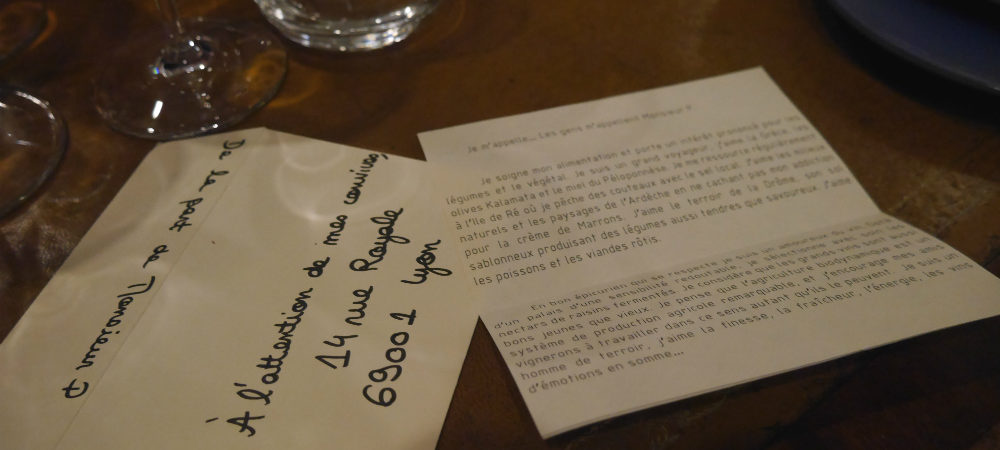 De la part de Monsieur P
À l'attention de mes convives
14 rue Royale
69001 Lyon
Je m'appelle... Les gens m'appellent Monsieur P.
Je soigne mon alimentation et porte un intérêt prononcé pour les
légumes et le végétal. Je suis un grand voyageur, j'aime la Grèce, les
olives Kalamata et le miel du Péloponnèse. Je me ressource régulièrement
à l'Ile de Ré où je pêche des couteaux avec le sel local. J'aime les
naturels et les paysages de l'Ardèche en ne cachant pas mon addiction
pour la crème de Marrons. J'aime le terroir de la Drôme, son sol
sablonneux produisant des légumes aussi tendres que savoureux. J'aime
les poissons et les viandes rôtis.
En bon épicurien qui se respecte je suis un amoureux du vin
d'un palais d'une sensibilité redoutable, je sélectionne avec soin les
nectars de raisins fermentés. Je considère que les grands vins sont aussi
bons jeunes que vieux. Je pense que l'agriculture biodynamique est un
système de production agricole remarquable, et j'encourage mes amis
vignerons à travailler dans ce sens autant qu'ils le peuvent. Je suis un
homme de terroir, j'aime la finesse, la fraîcheur, l'énergie, les vins
d'émotions en somme...